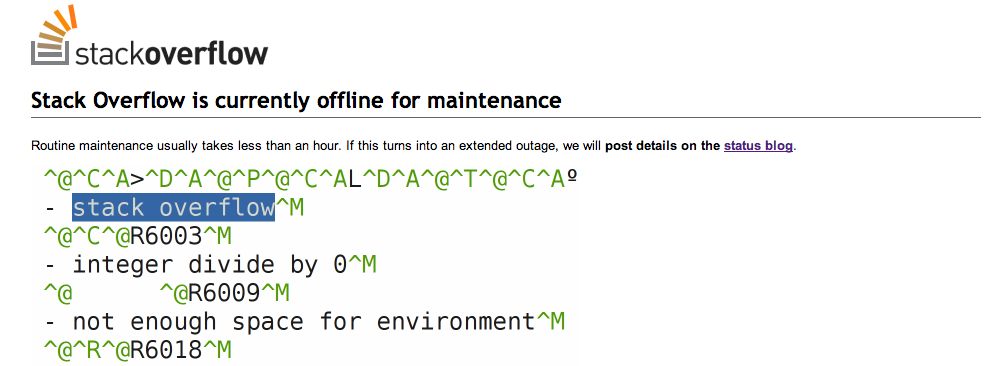 stackoverflow
Stack Overflow is currently offline for maintenance
Routine maintenance usually takes less than an hour. If this turns into an extended outage, we will post details on the status blog.
^@^C^A>^D^A^@^P^@^C^AL^D^A^@^T^@^C^Aº
- stack overflow^M
^@^C^@R6003^M
- integer divide by 0^M
^@      ^@R6009^M
- not enough space for environment^M
^@^R^@R6018^M